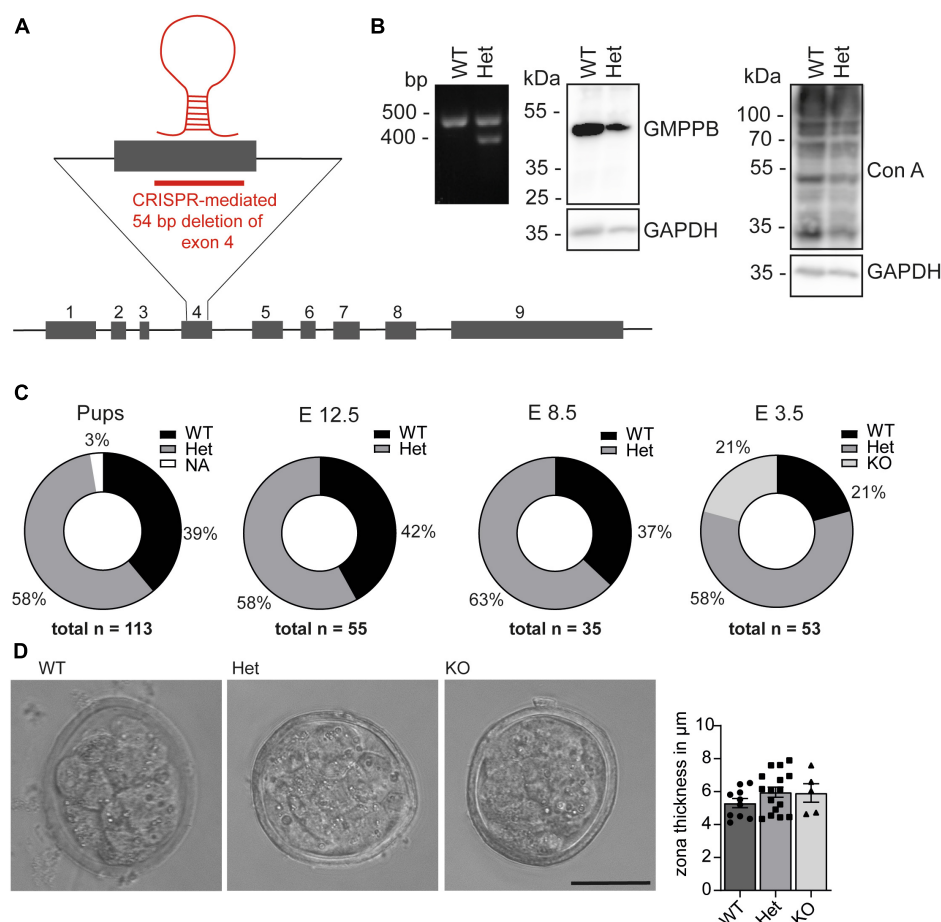 A
CRISPR-mediated
54 bp deletion of
exon 4
1 2 3 4 5 6 7 8 9
B
bp WT Het
500 -
400 -
kDa WT Het
55 -
GMPPB
35 -
25 -
35 - GAPDH
kDa WT Het
100 -
70 -
55 -
Con A
35 -
35 - GAPDH
C
Pups
WT
Het
NA
3%
39%
58%
total n = 113
E 12.5
WT
Het
42%
58%
total n = 55
E 8.5
WT
Het
37%
63%
total n = 35
E 3.5
WT
Het
KO
21%
21%
58%
total n = 53
D
WT Het KO
zona thickness in μm
10
8
6
4
2
0
WT Het KO